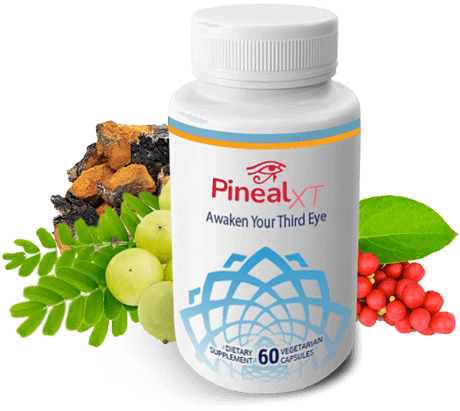 PinealXT
Awaken Your Third Eye
DIETARY
SUPPLEMENT
60
VEGETARIAN
CAPSULES